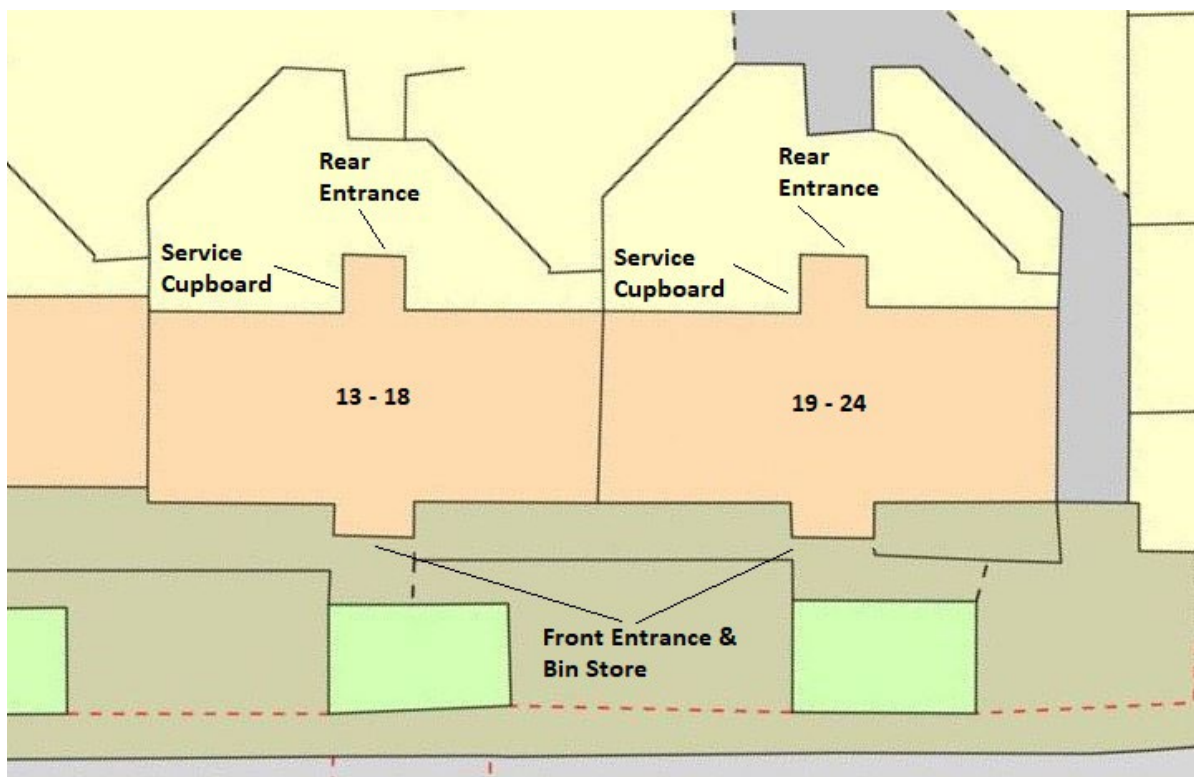 Rear
Entrance
Rear
Entrance
Service
Cupboard
Service
Cupboard
13 - 18
19 - 24
Front Entrance &
Bin Store